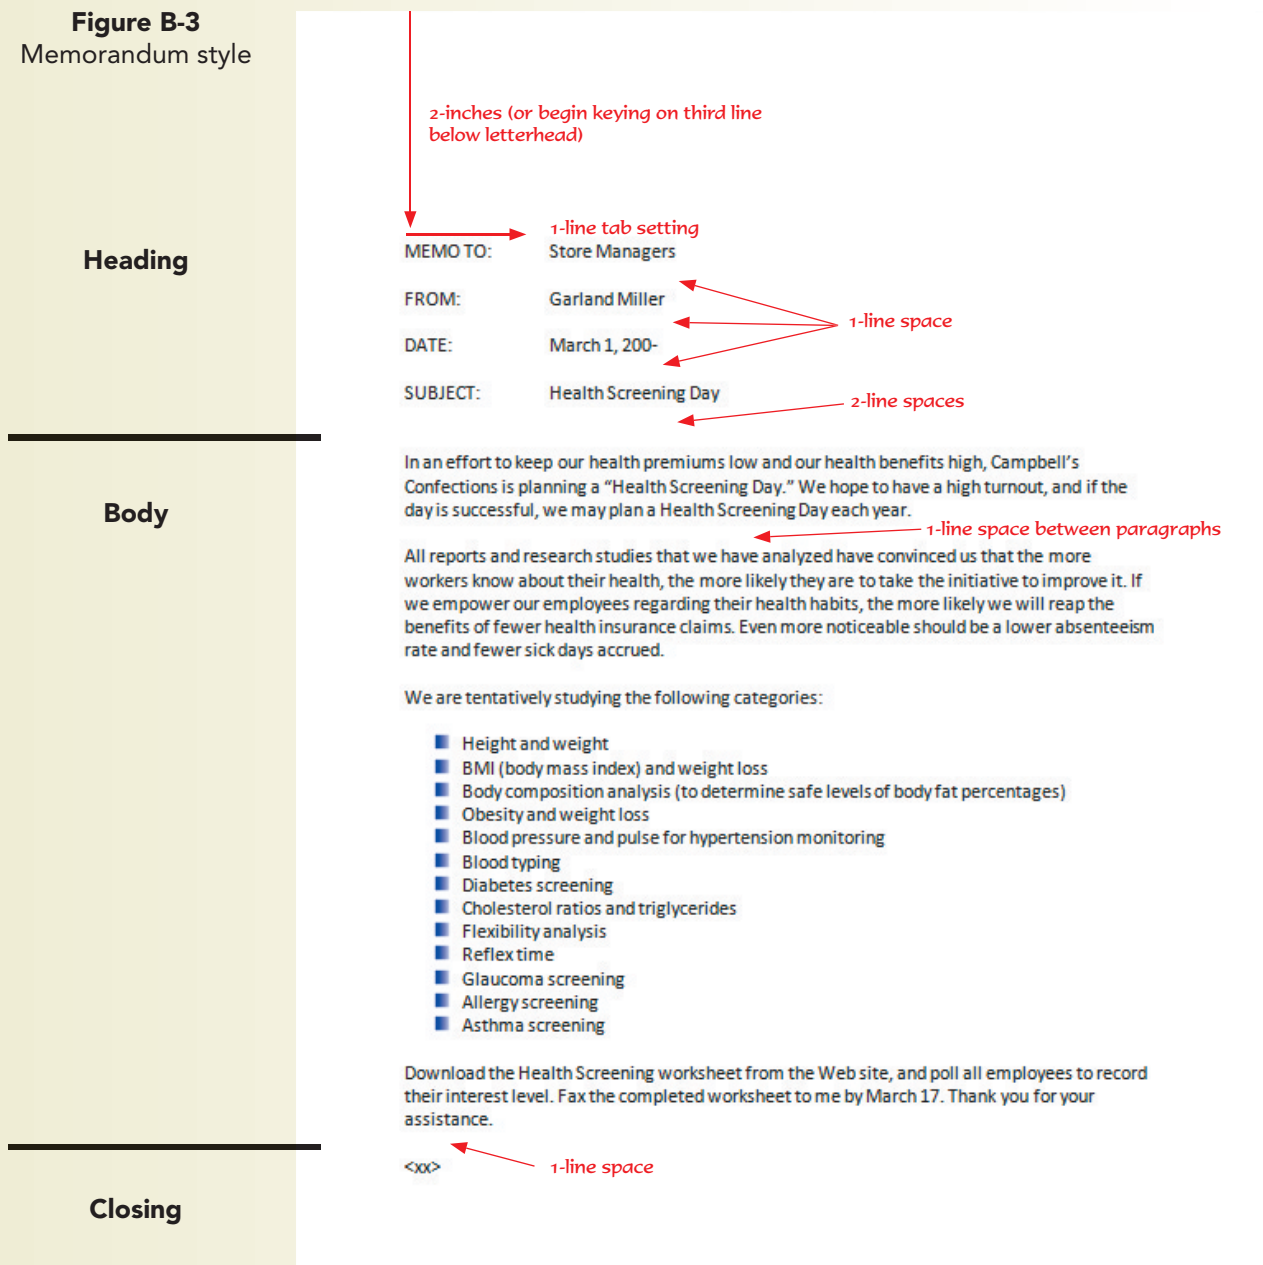 Figure B-3
Memorandum style
2-inches (or begin keying on third line
below letterhead)
1-line tab setting
Heading
MEMO TO: Store Managers
FROM: Garland Miller
1-line space
DATE: March 1, 200-
SUBJECT: Health Screening Day
2-line spaces
In an effort to keep our health premiums low and our health benefits high, Campbell’s
Confections is planning a “Health Screening Day.” We hope to have a high turnout, and if the
day is successful, we may plan a Health Screening Day each year.
Body
1-line space between paragraphs
All reports and research studies that we have analyzed have convinced us that the more
workers know about their health, the more likely they are to take the initiative to improve it. If
we empower our employees regarding their health habits, the more likely we will reap the
benefits of fewer health insurance claims. Even more noticeable should be a lower absenteeism
rate and fewer sick days accrued.
We are tentatively studying the following categories:
Height and weight
BMI (body mass index) and weight loss
Body composition analysis (to determine safe levels of body fat percentages)
Obesity and weight loss
Blood pressure and pulse for hypertension monitoring
Blood typing
Diabetes screening
Cholesterol ratios and triglycerides
Flexibility analysis
Reflex time
Glaucoma screening
Allergy screening
Asthma screening
Download the Health Screening worksheet from the Web site, and poll all employees to record
their interest level. Fax the completed worksheet to me by March 17. Thank you for your
assistance.
<xx>
1-line space
Closing